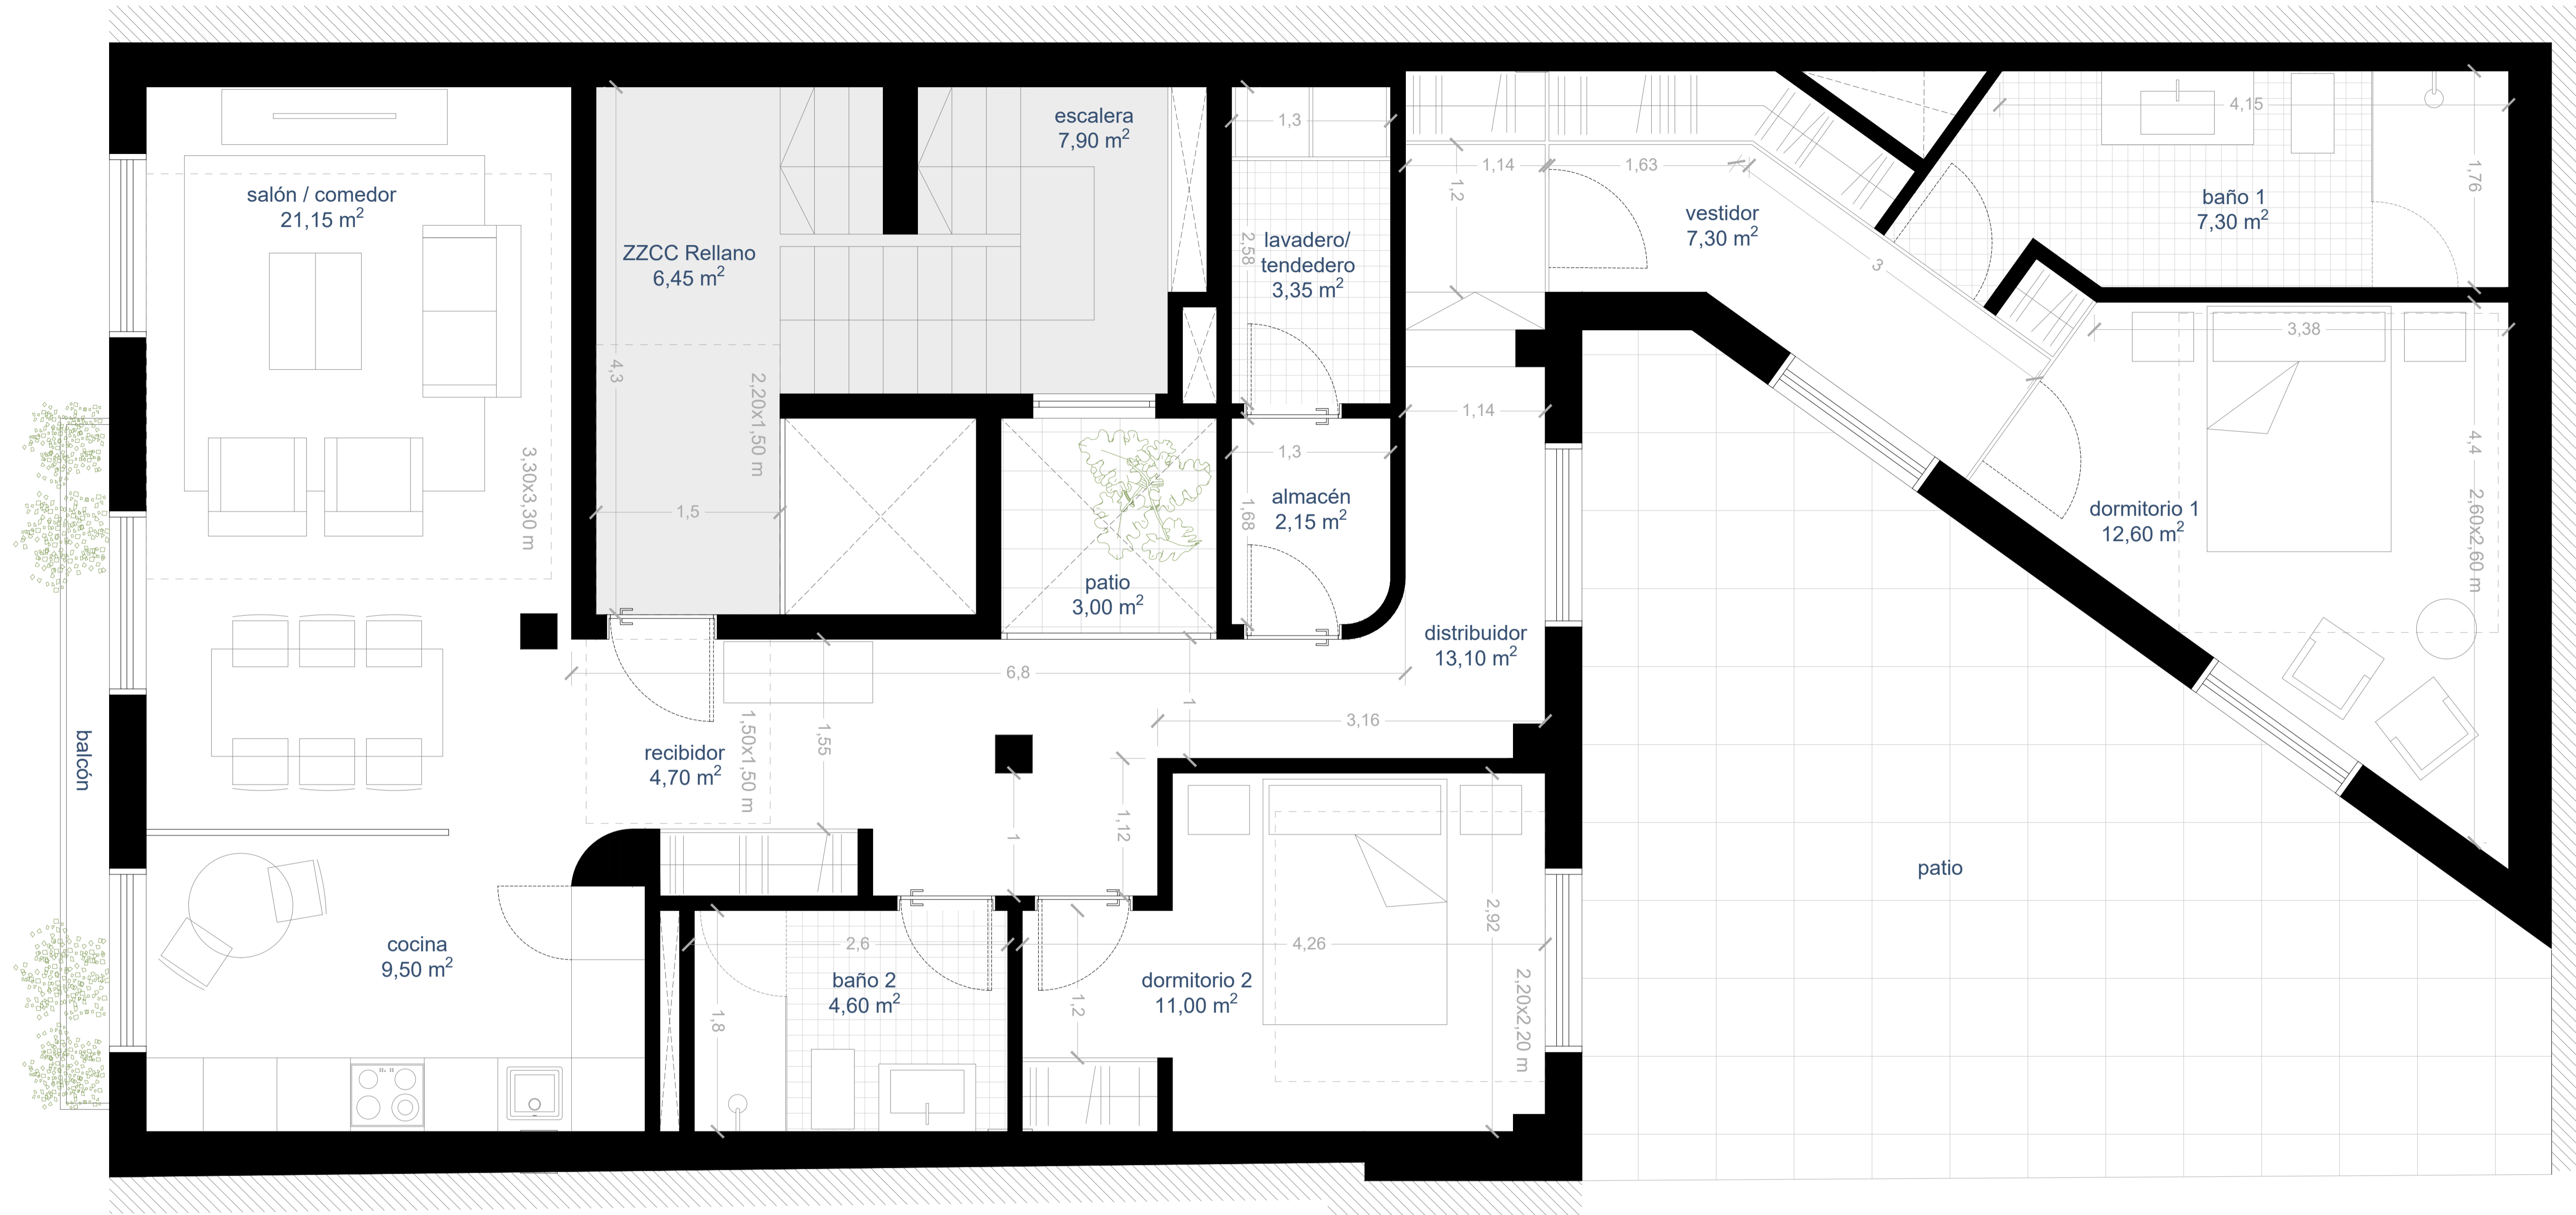 salón / comedor
21,15 m²
3,30x3,30 m
balcón
cocina
9,50 m²
ZZCC Rellano
6,45 m²
4,3
2,20x1,50 m
1,5
escalera
7,90 m²
patio
3,00 m²
1,3
2,58
lavadero/
tendedero
3,35 m²
1,3
1,68
almacén
2,15 m²
6,8
recibidor
4,70 m²
1,50x1,50 m
1,55
1
3,16
1
1,12
distribuidor
13,10 m²
1,14
1,14
1,2
1,63
vestidor
7,30 m²
3
4,15
1,76
baño 1
7,30 m²
3,38
4,4
2,60x2,60 m
dormitorio 1
12,60 m²
patio
2,6
baño 2
4,60 m²
1,8
4,26
dormitorio 2
11,00 m²
1,2
2,92
2,20x2,20 m